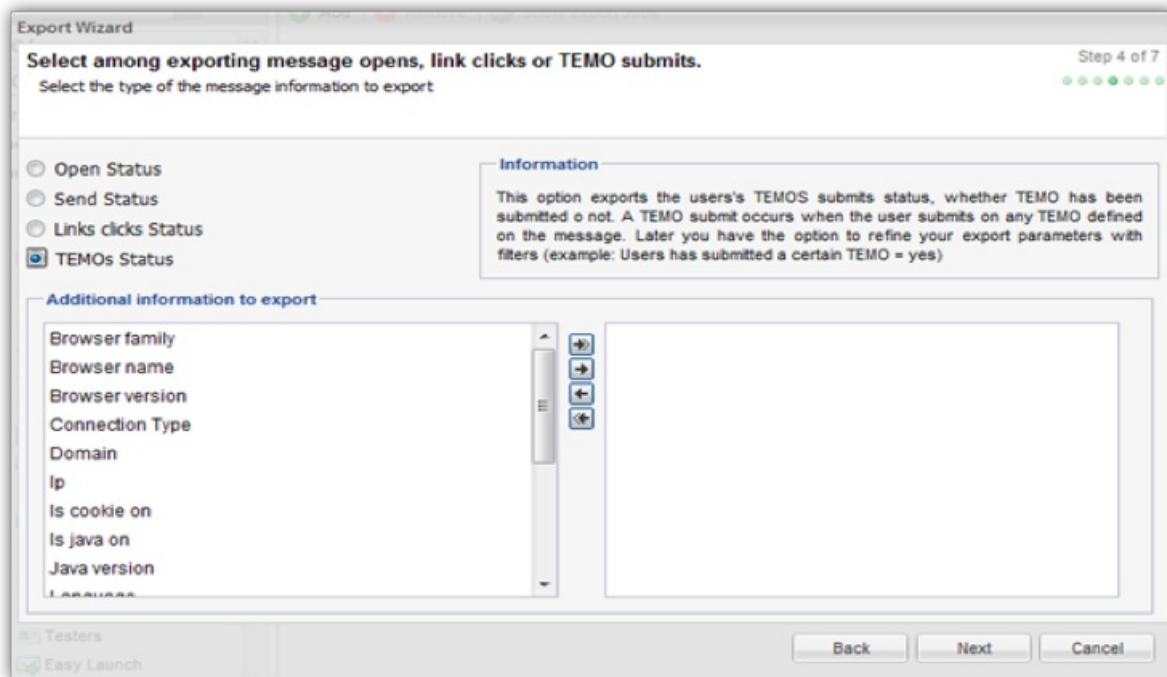 Export Wizard
Select among exporting message opens, link clicks or TEMO submits.
Step 4 of 7
Select the type of the message information to export
Open Status
Send Status
Links clicks Status
TEMOs Status
Information
This option exports the users's TEMOS submits status, whether TEMO has been
submitted o not. A TEMO submit occurs when the user submits on any TEMO defined
on the message. Later you have the option to refine your export parameters with
filters (example: Users has submitted a certain TEMO = yes)
Additional information to export
Browser family
Browser name
Browser version
Connection Type
Domain
Ip
Is cookie on
Is java on
Java version
Language
Testers
Easy Launch
Back
Next
Cancel